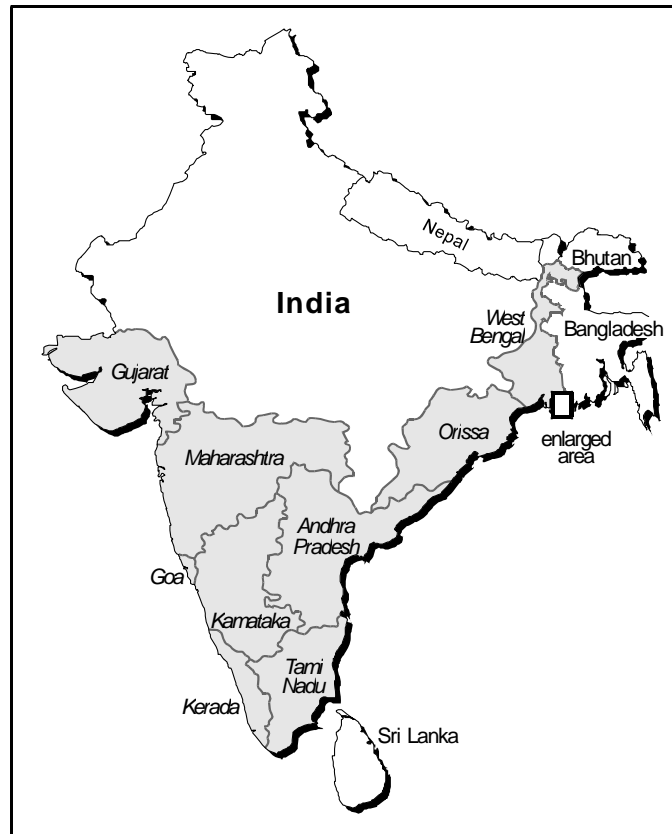 Nepal
Bhutan
India
West
Bengal
Bangladesh
Gujarat
Orissa
enlarged
area
Maharashtra
Andhra
Pradesh
Goa
Karnataka
Tami
Nadu
Kerada
Sri Lanka